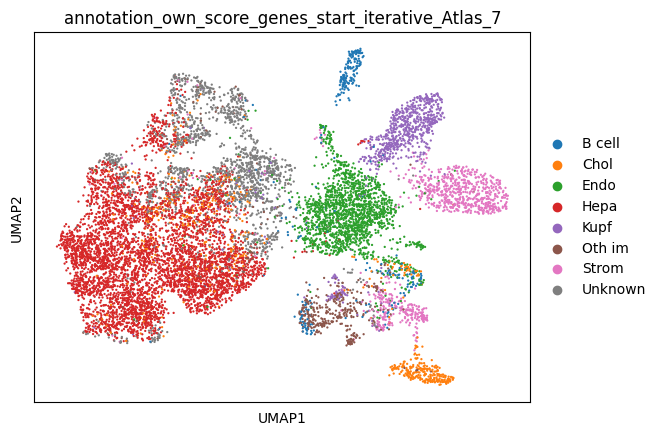 annotation_own_score_genes_start_iterative_Atlas_7
UMAP2
UMAP1
B cell
Chol
Endo
Hepa
Kupf
Oth im
Strom
Unknown